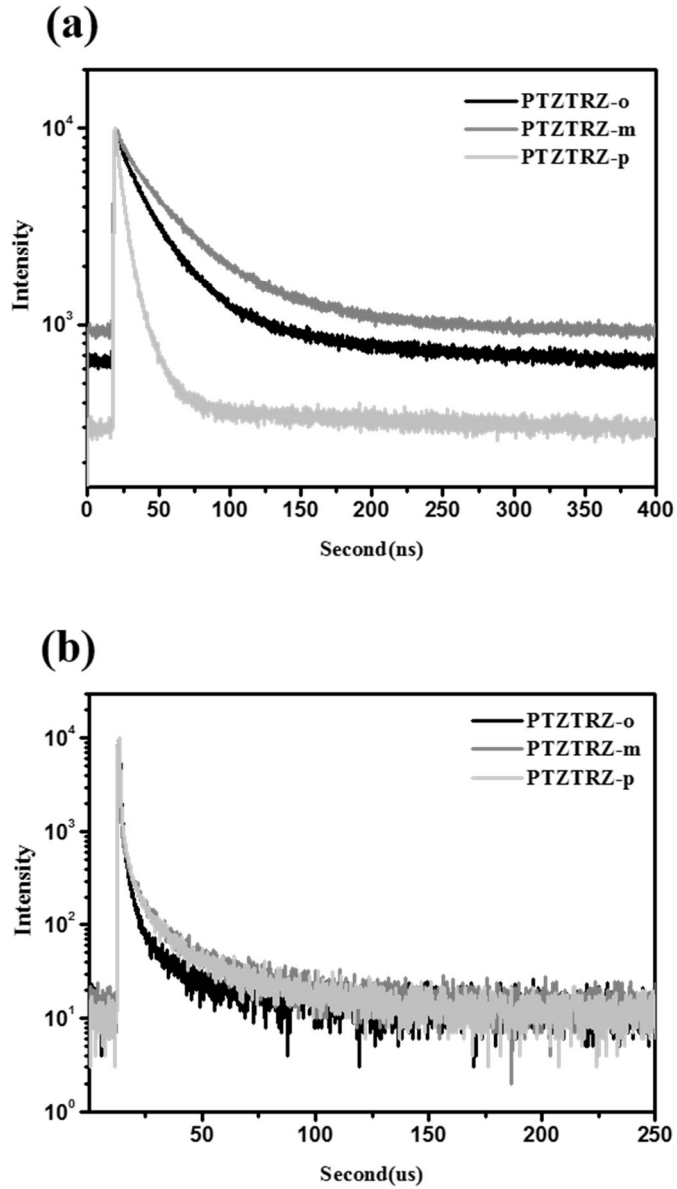 (a)
PTZTRZ-o
PTZTRZ-m
PTZTRZ-p
10⁴
10³
Intensity
0 50 100 150 200 250 300 350 400
Second(ns)
(b)
PTZTRZ-o
PTZTRZ-m
PTZTRZ-p
10⁴
10³
10²
10¹
10⁰
Intensity
50 100 150 200 250
Second(us)